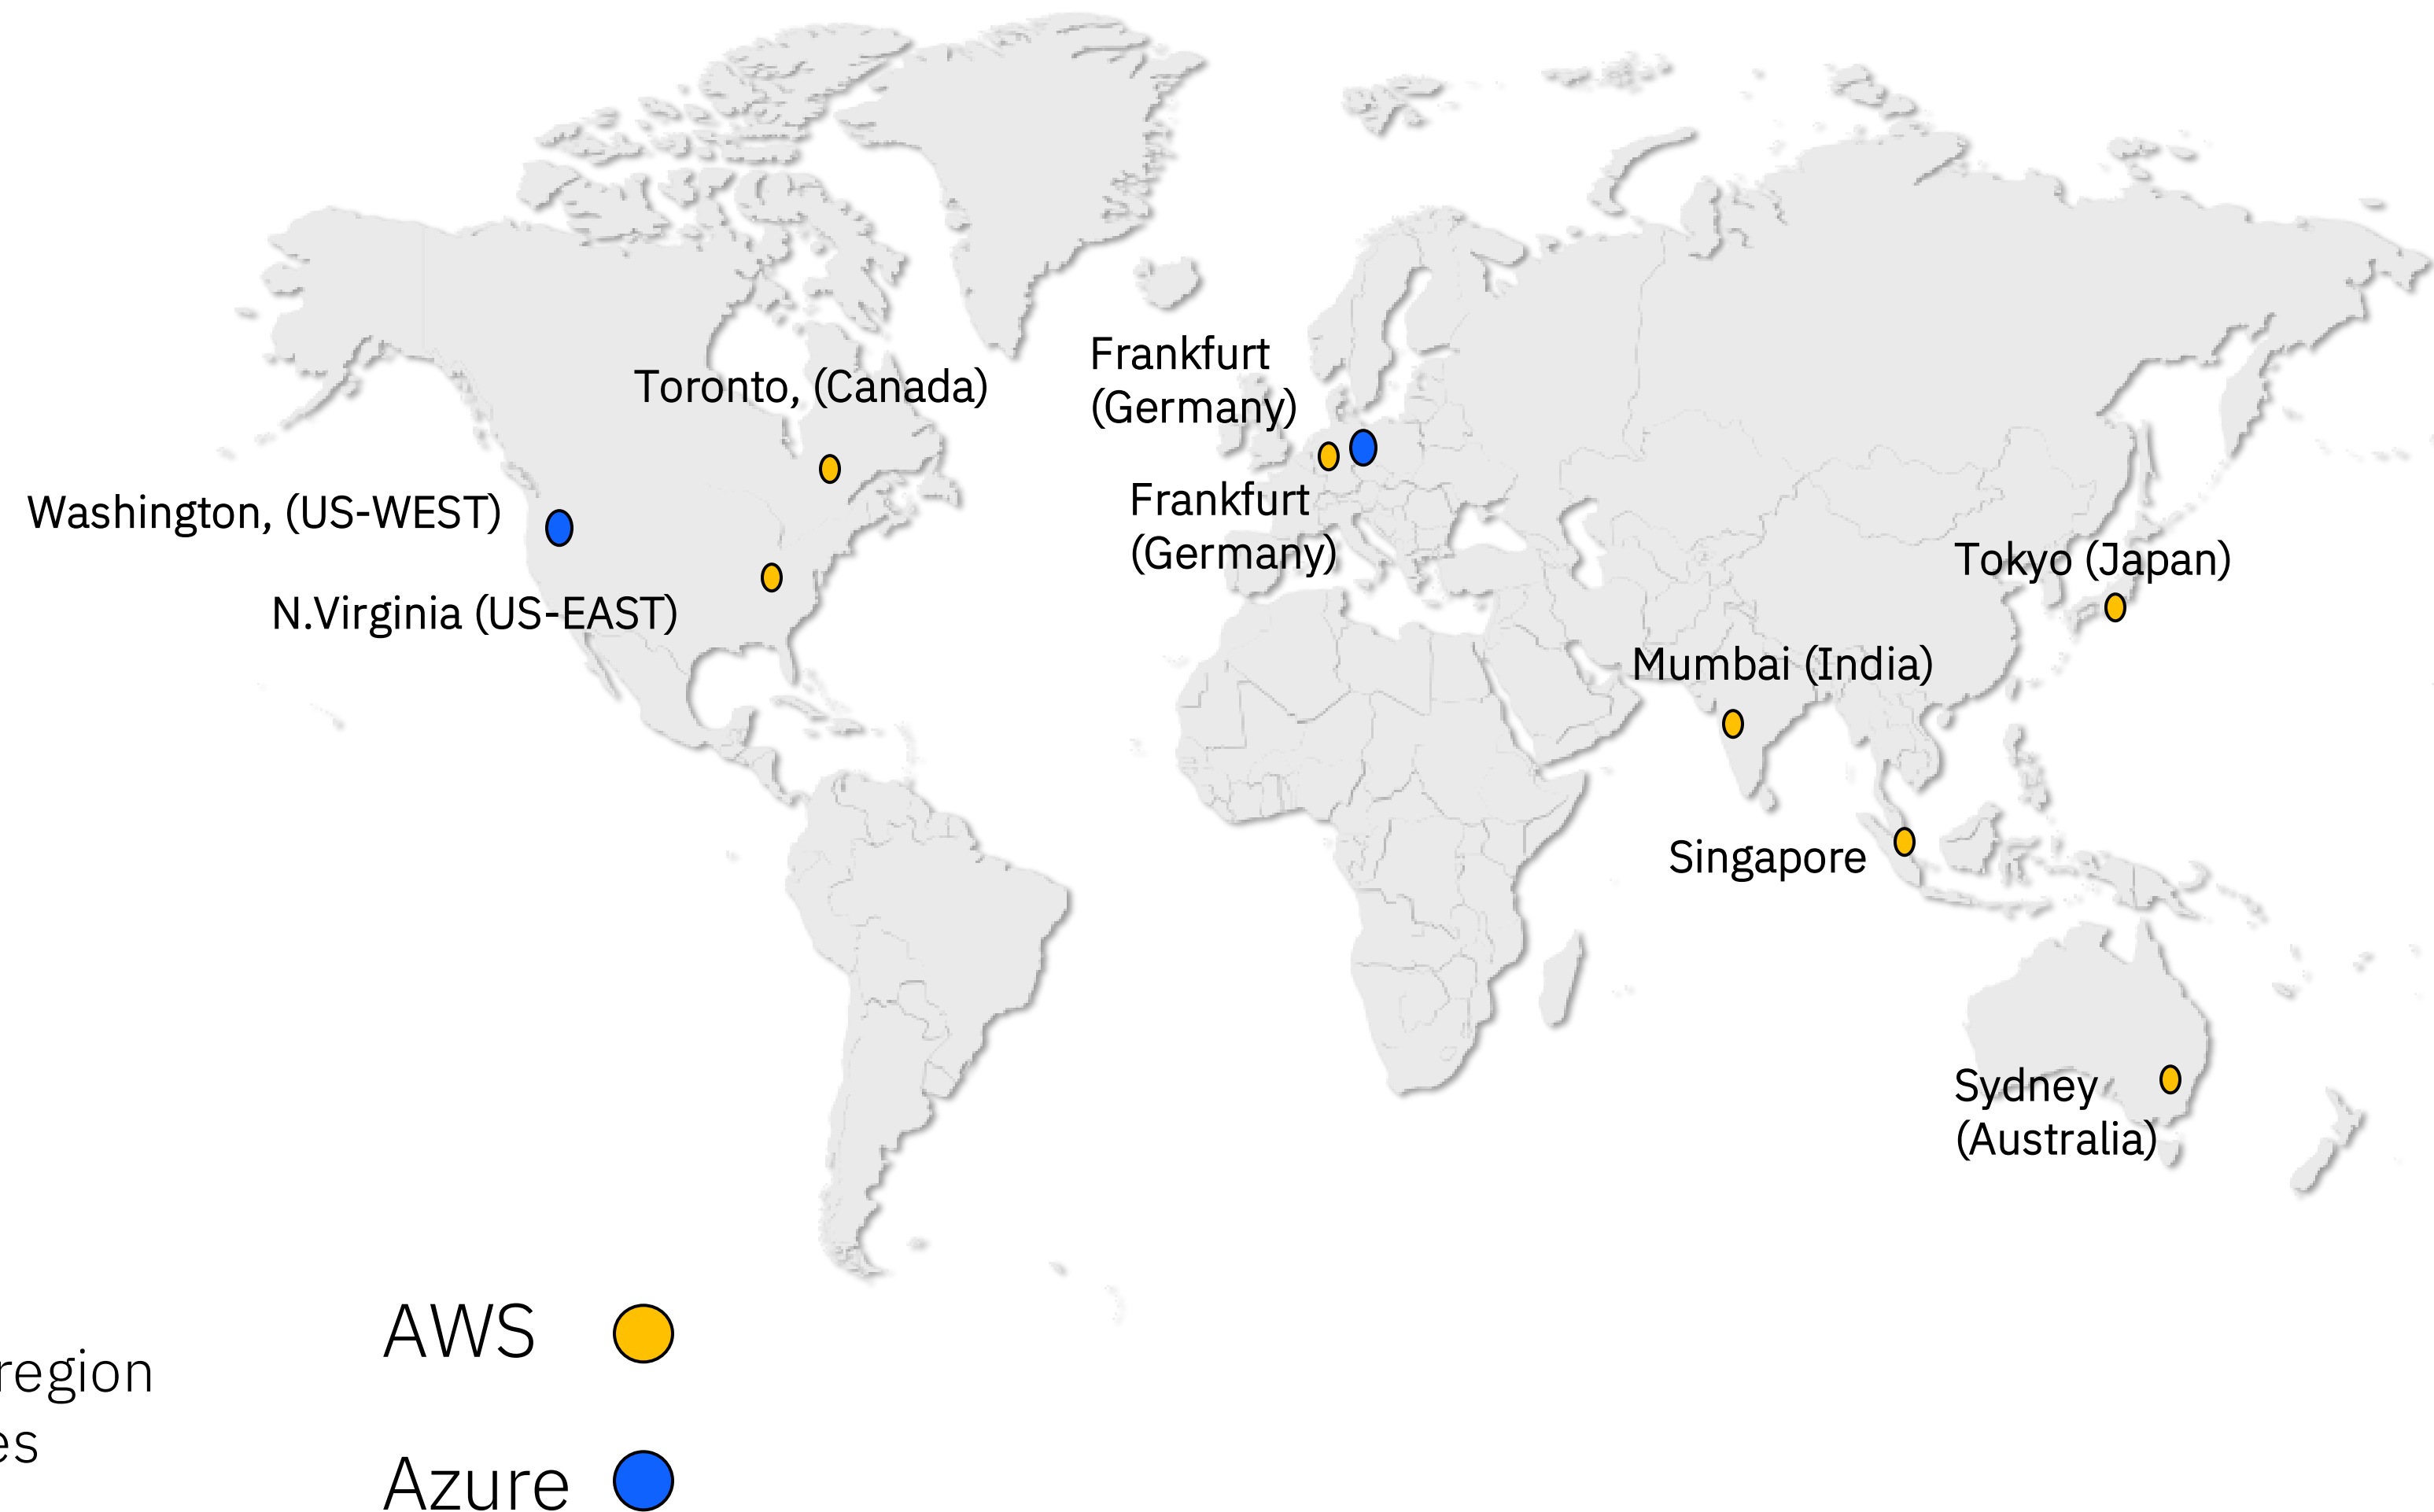 Frankfurt
(Germany)
Toronto, (Canada)
Washington, (US-WEST)
Frankfurt
(Germany)
Tokyo (Japan)
N.Virginia (US-EAST)
Mumbai (India)
Singapore
Sydney
(Australia)
AWS
region
es
Azure